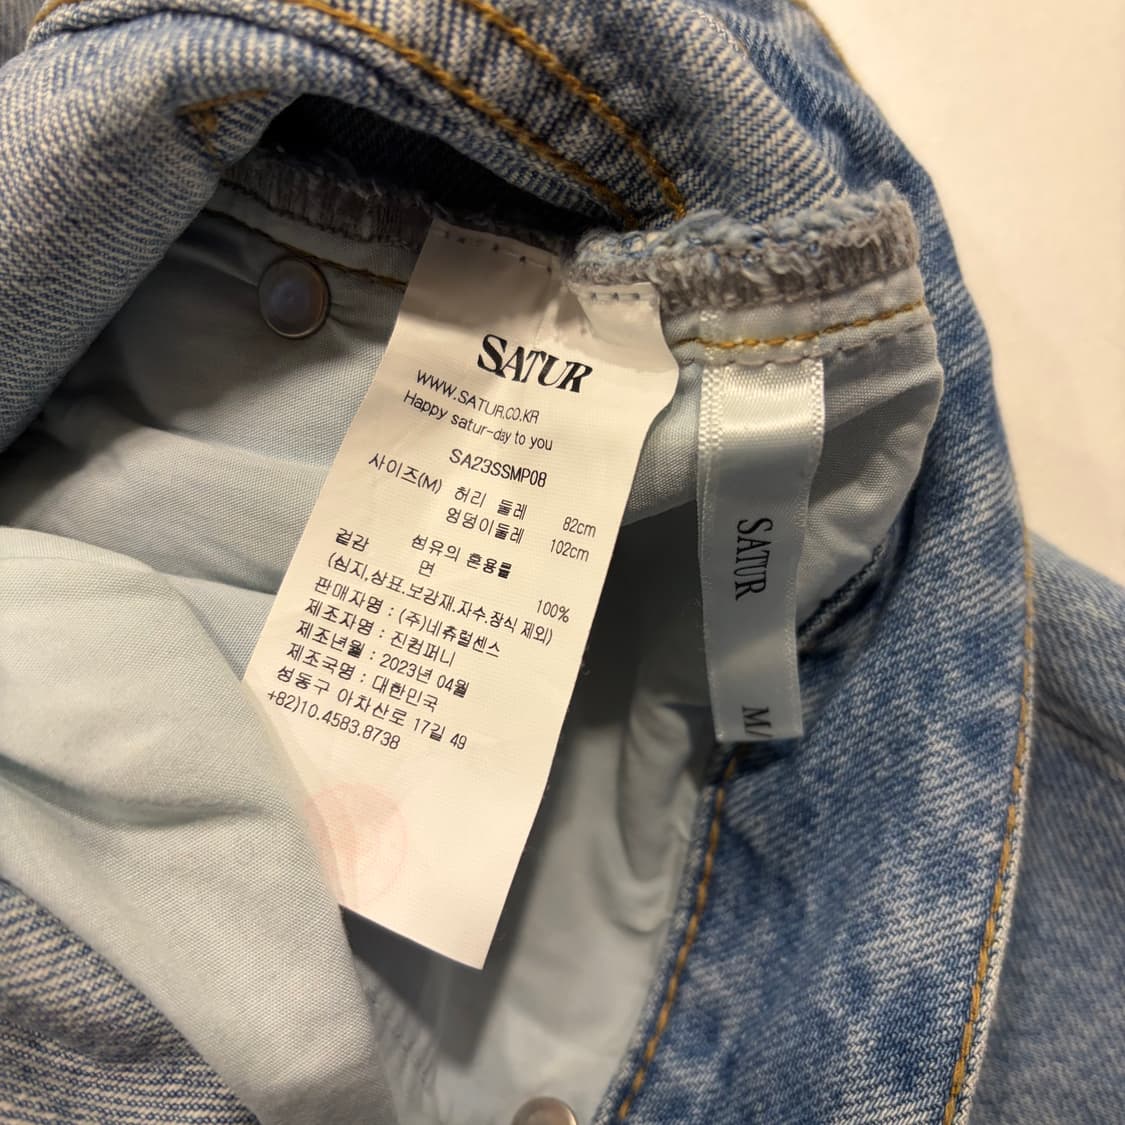 SATUR
WWW.SATUR.CO.KR
Happy satur-day to you
SA23SSMP08
사이즈(M) 허리 둘레 82cm
엉덩이둘레 102cm
겉감 섬유의 혼용률
면 100%
(심지,상표.보강재.자수.장식 제외)
판매자명 : (주)네츄럴센스
제조자명 : 진컴퍼니
제조년월 : 2023년 04월
제조국명 : 대한민국
성동구 아차산로 17길 49
+82)10.4583.8738
SATUR
M/